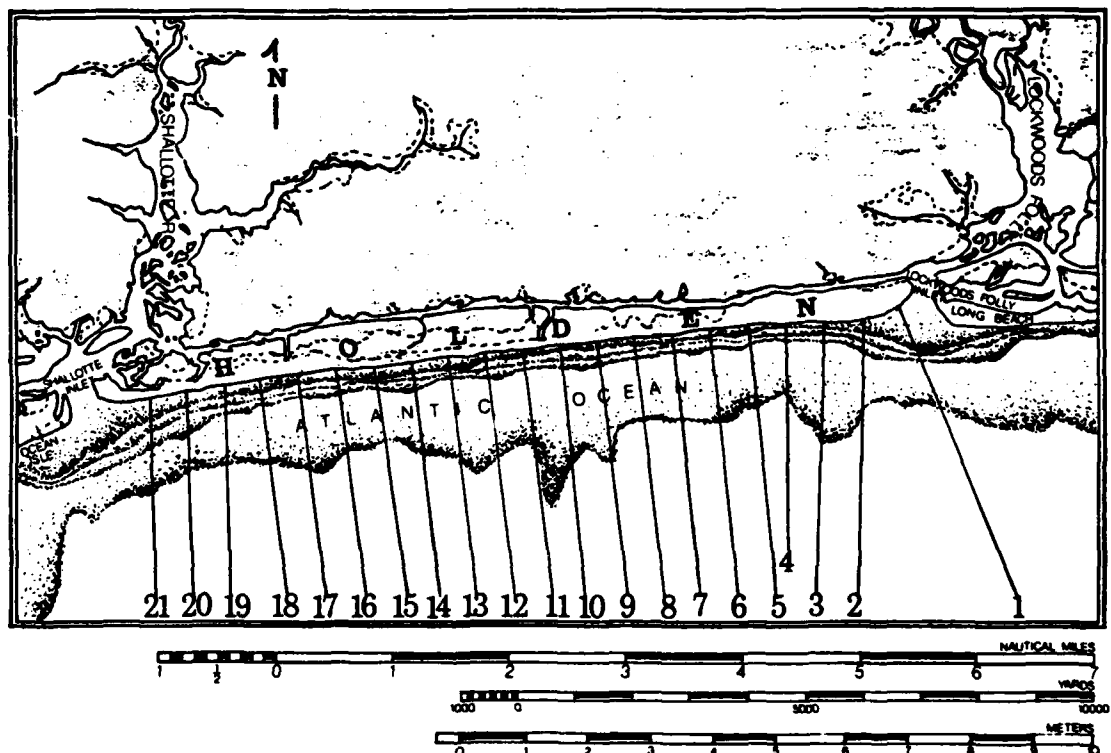 N
SHALLOTTE RO
LOCKWOODS FO
LOCKWOODS FOLLY
INLET
LONG BEACH
H O L D E N
SHALLOTTE
INLET
OCEAN
ISLE
ATLANTIC OCEAN
4
21 20 19 18 17 16 15 14 13 12 11 10 9 8 7 6 5 3 2 1
NAUTICAL MILES
1 ½ 0 1 2 3 4 5 6 7
YARDS
1000 0 5000 10000
METERS
0 1 2 3 4 5 6 7 8 9 10